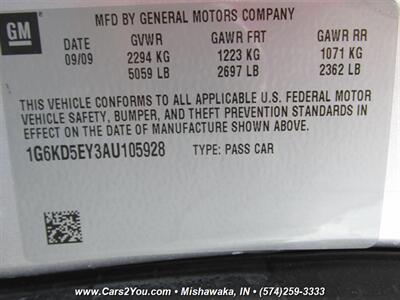 GM
MFD BY GENERAL MOTORS COMPANY
DATE GVWR GAWR FRT GAWR RR
09/09 2294 KG 1223 KG 1071 KG
5059 LB 2697 LB 2362 LB
THIS VEHICLE CONFORMS TO ALL APPLICABLE U.S. FEDERAL MOTOR
VEHICLE SAFETY, BUMPER, AND THEFT PREVENTION STANDARDS IN
EFFECT ON THE DATE OF MANUFACTURE SHOWN ABOVE.
1G6KD5EY3AU105928 TYPE: PASS CAR
www.Cars2You.com - Mishawaka, IN - (574)259-3333